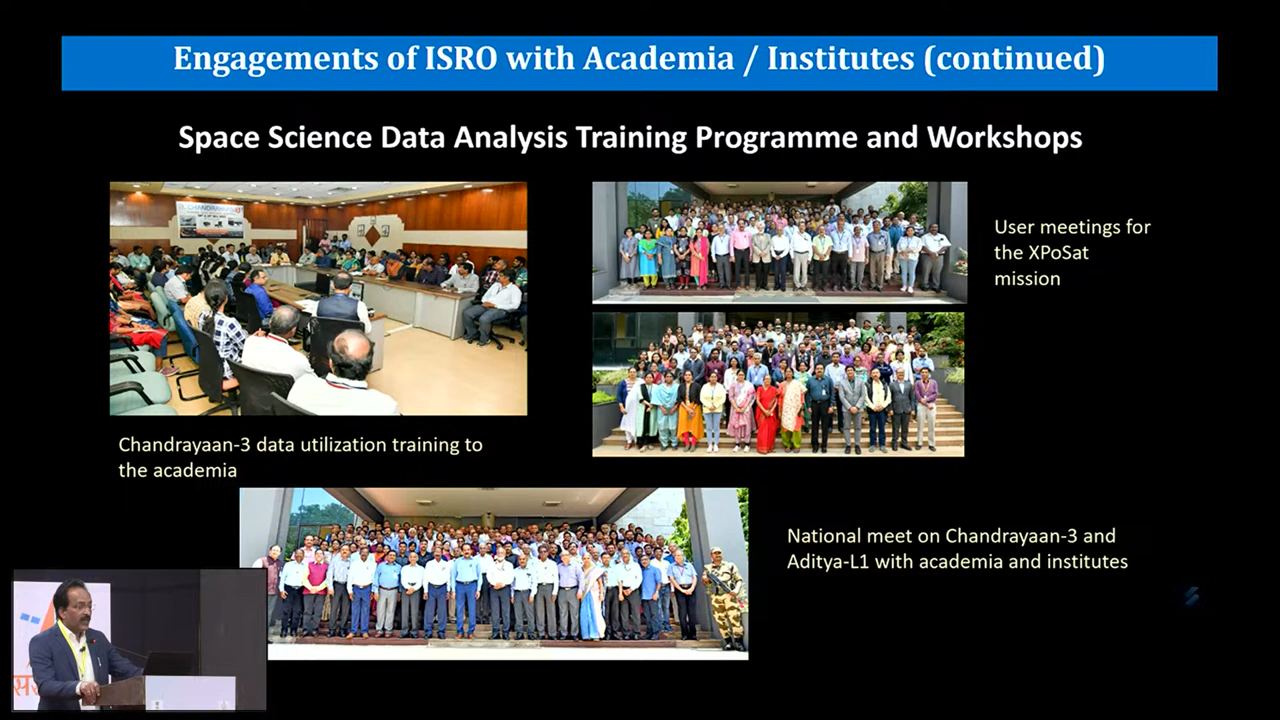 Engagements of ISRO with Academia / Institutes (continued)
Space Science Data Analysis Training Programme and Workshops
CHANDRAYAAN
User meetings for
the XPoSat
mission
Chandrayaan-3 data utilization training to
the academia
National meet on Chandrayaan-3 and
Aditya-L1 with academia and institutes